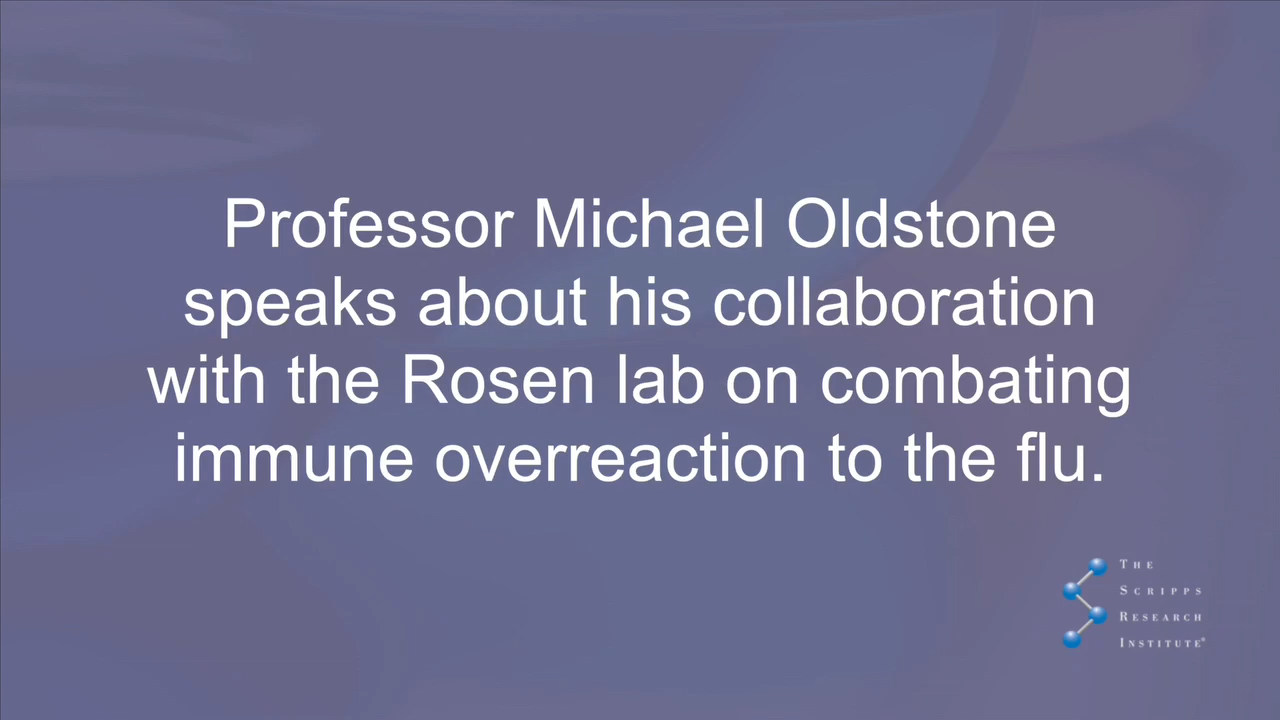 Professor Michael Oldstone
speaks about his collaboration
with the Rosen lab on combating
immune overreaction to the flu.
THE
SCRIPPS
RESEARCH
INSTITUTE®